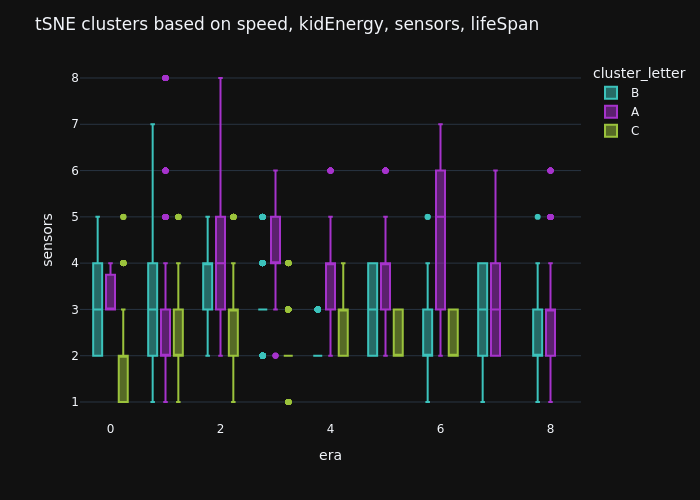 tSNE clusters based on speed, kidEnergy, sensors, lifeSpan
cluster_letter
B
A
C
sensors
8
7
6
5
4
3
2
1
0 2 4 6 8
era